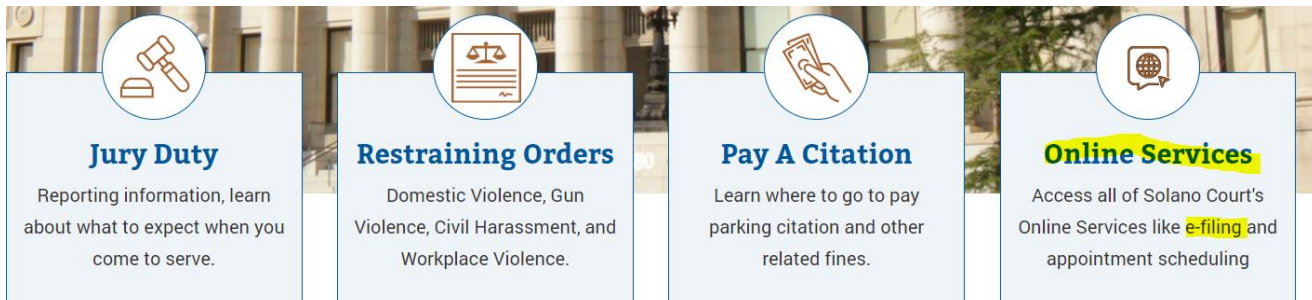 Jury Duty
Reporting information, learn
about what to expect when you
come to serve.
Restraining Orders
Domestic Violence, Gun
Violence, Civil Harassment, and
Workplace Violence.
Pay A Citation
Learn where to go to pay
parking citation and other
related fines.
Online Services
Access all of Solano Court's
Online Services like e-filing and
appointment scheduling